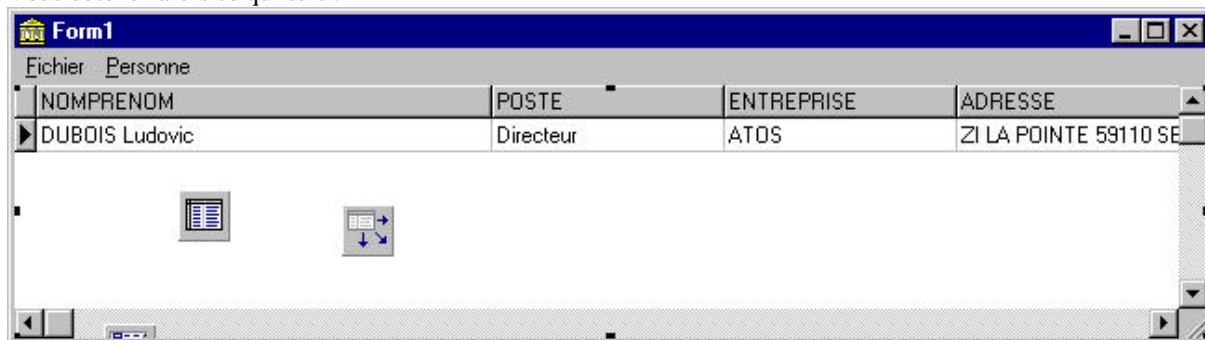 Form1
Fichier Personne
NOMPRENOM POSTE ENTREPRISE ADRESSE
DUBOIS Ludovic Directeur ATOS ZI LA POINTE 59110 SE